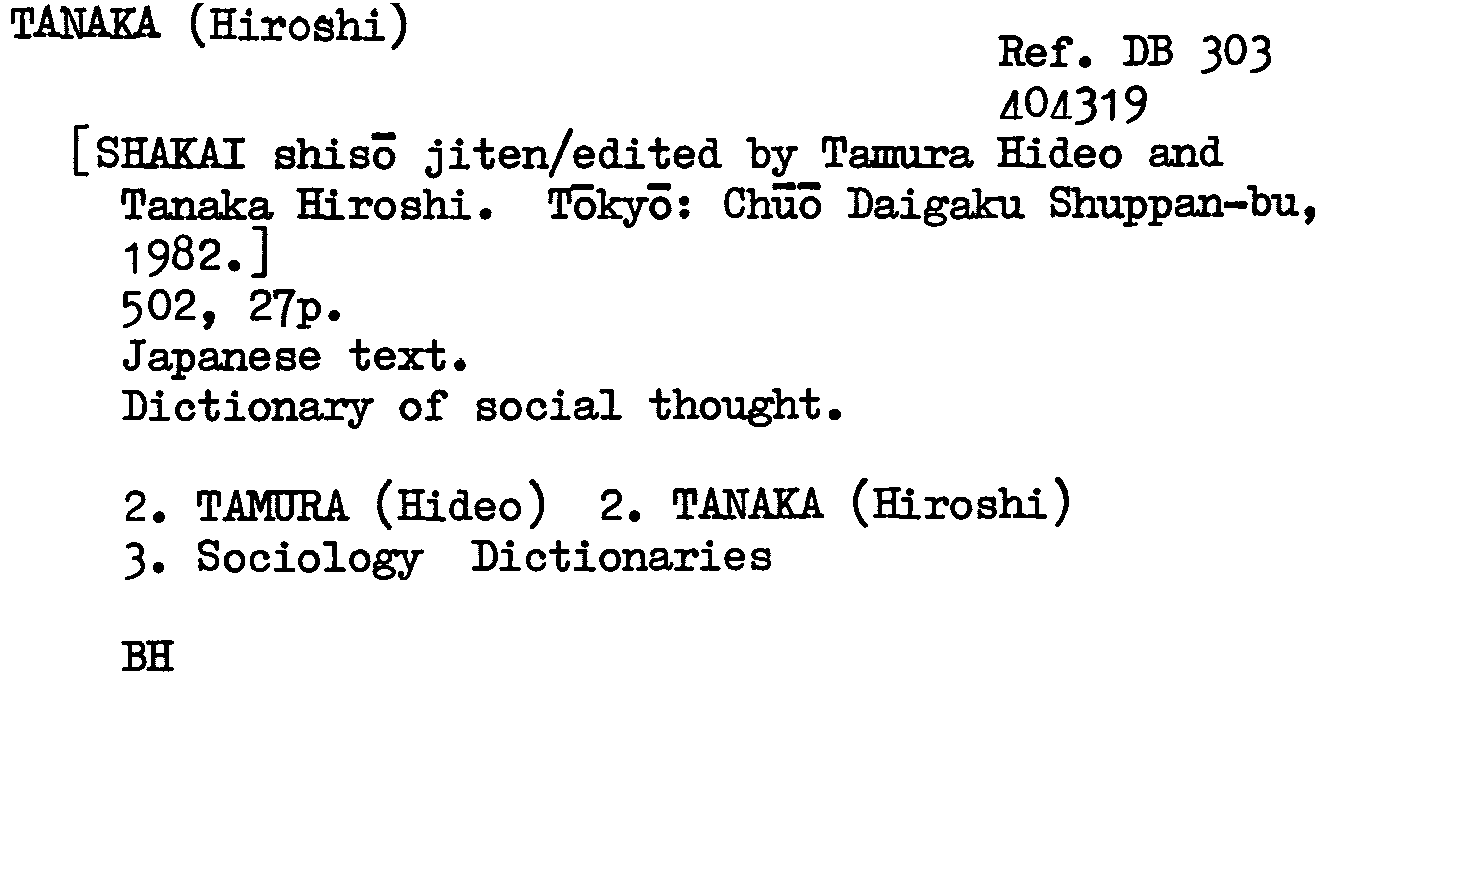 TANAKA (Hiroshi)
Ref. DB 303
404319
[SHAKAI shisō jiten/edited by Tamura Hideo and
Tanaka Hiroshi. Tōkyō: Chūō Daigaku Shuppan-bu,
1982.]
502, 27p.
Japanese text.
Dictionary of social thought.
2. TAMURA (Hideo) 2. TANAKA (Hiroshi)
3. Sociology Dictionaries
BH